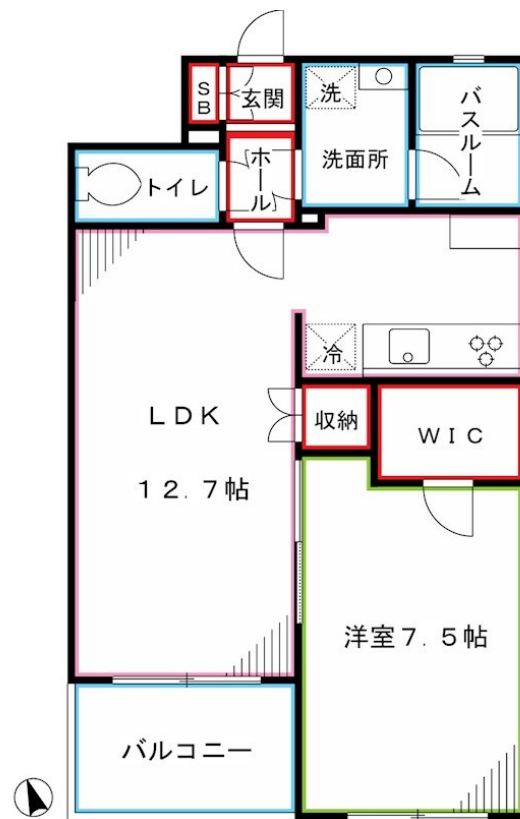 SB
玄関
洗
洗面所
バスルーム
トイレ
ホール
冷
LDK
12.7帖
収納
WIC
洋室7.5帖
バルコニー